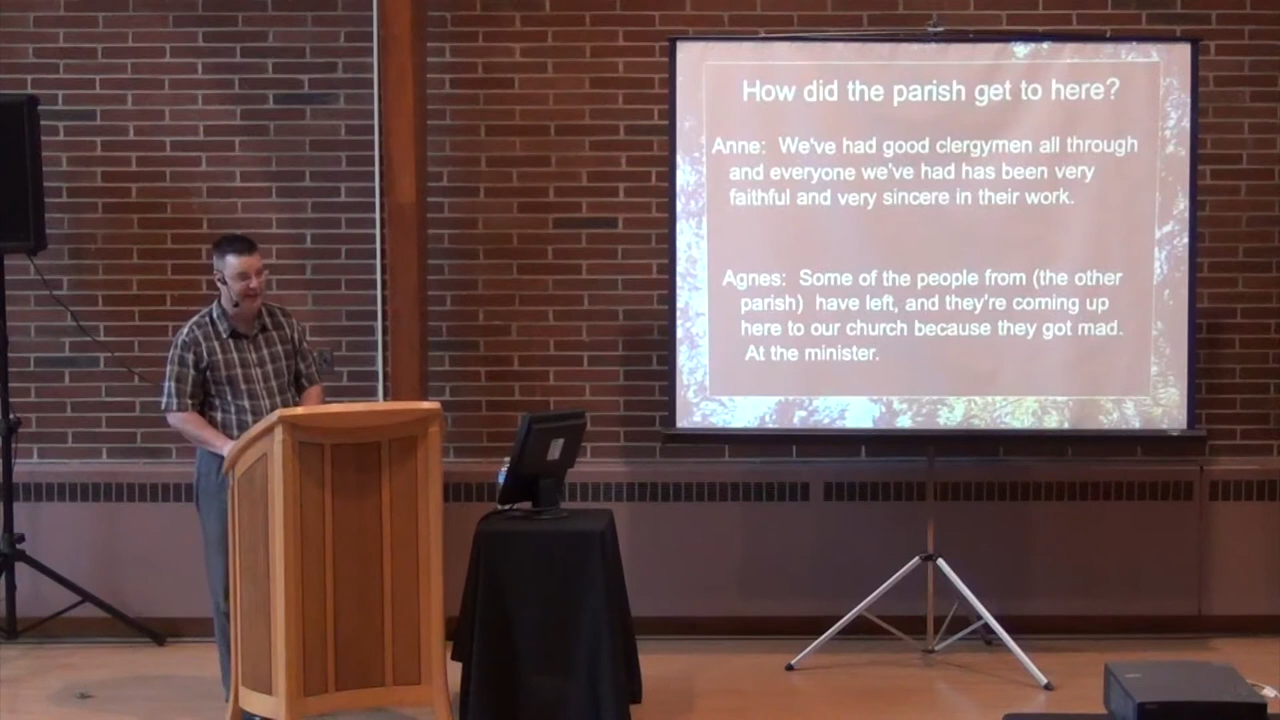 How did the parish get to here?
Anne: We've had good clergymen all through
and everyone we've had has been very
faithful and very sincere in their work.
Agnes: Some of the people from (the other
parish) have left, and they're coming up
here to our church because they got mad.
At the minister.